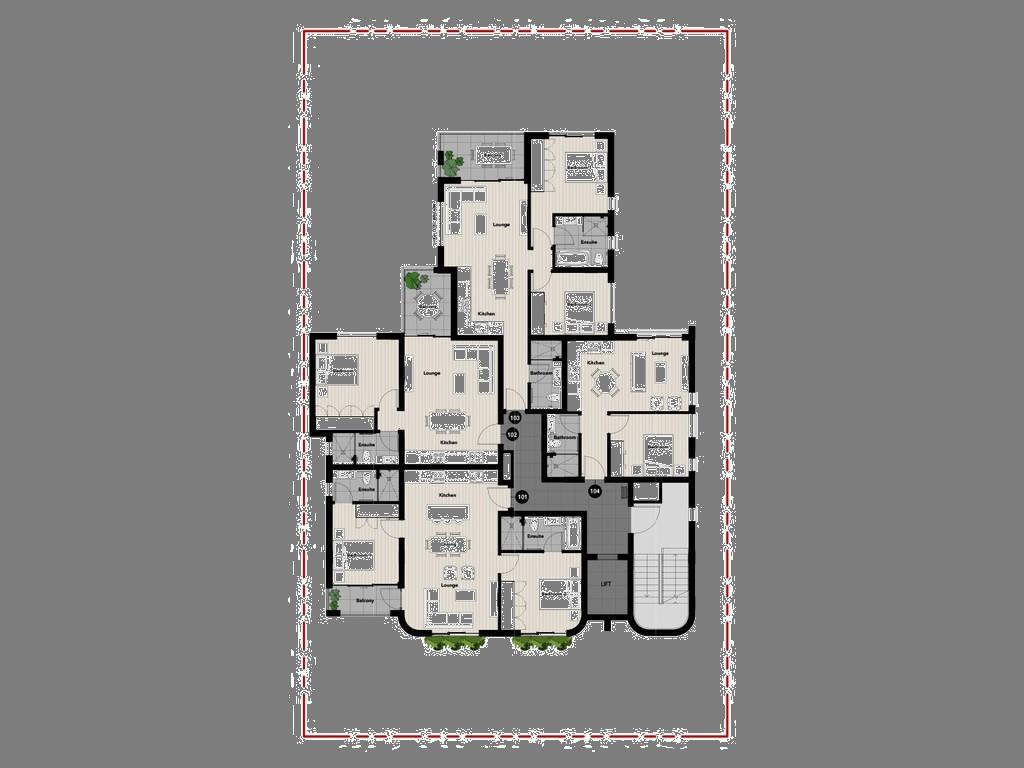 Lounge
Ensuite
Kitchen
Lounge
Kitchen
Lounge
Bathroom
103
Bathroom
102
Kitchen
Ensuite
Ensuite
104
Kitchen
101
Ensuite
LIFT
Lounge
Balcony